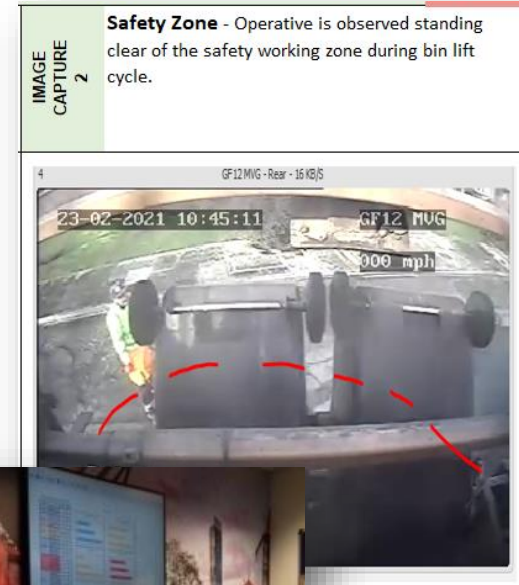 IMAGE
CAPTURE
2
Safety Zone - Operative is observed standing
clear of the safety working zone during bin lift
cycle.
4
GF12 MVG - Rear - 16 KB/S
23-02-2021 10:45:11
GF12 MVG
000 mph